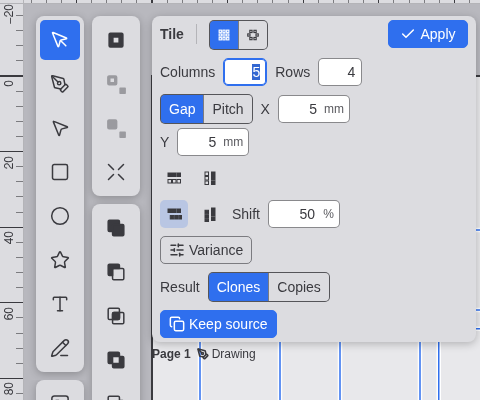 Tile Apply
Columns 5 Rows 4
Gap Pitch X 5 mm
Y 5 mm
Shift 50 %
Variance
Result Clones Copies
Keep source
Page 1 Drawing
-20
0
20
40
60
80